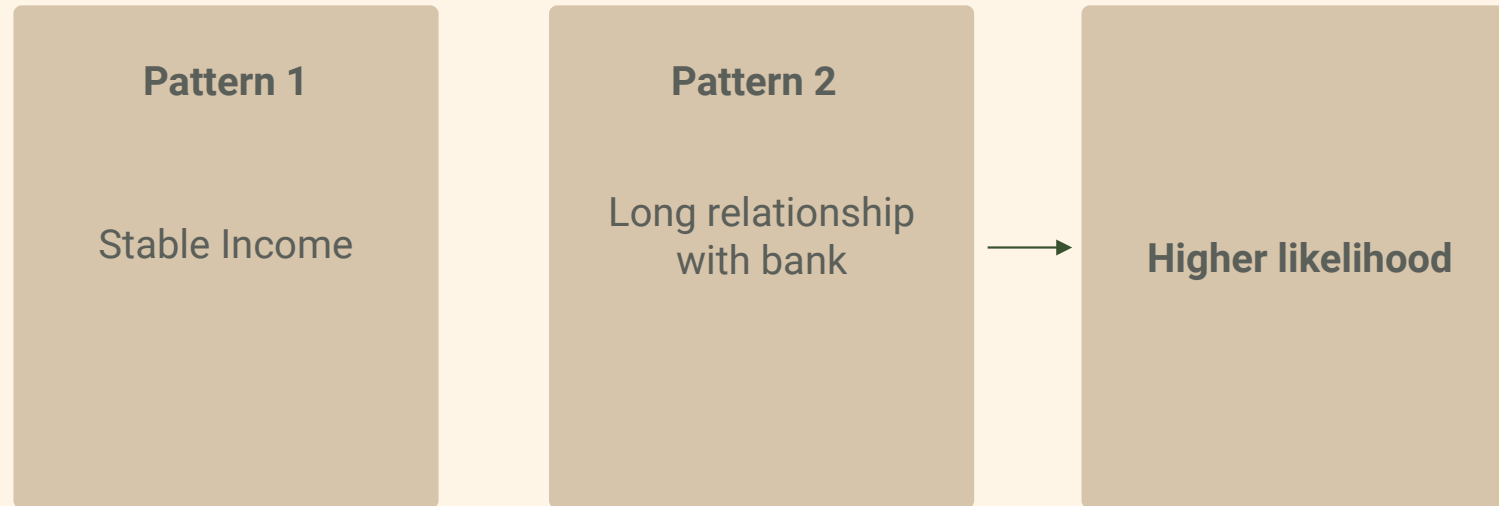 Pattern 1
Stable Income
Pattern 2
Long relationship
with bank
Higher likelihood